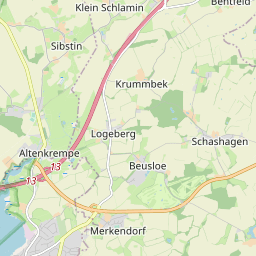 Bentfeld
Klein Schlamin
Sibstin
Krummbek
Logeberg
Schashagen
Altenkrempe
13
13
Beusloe
Merkendorf